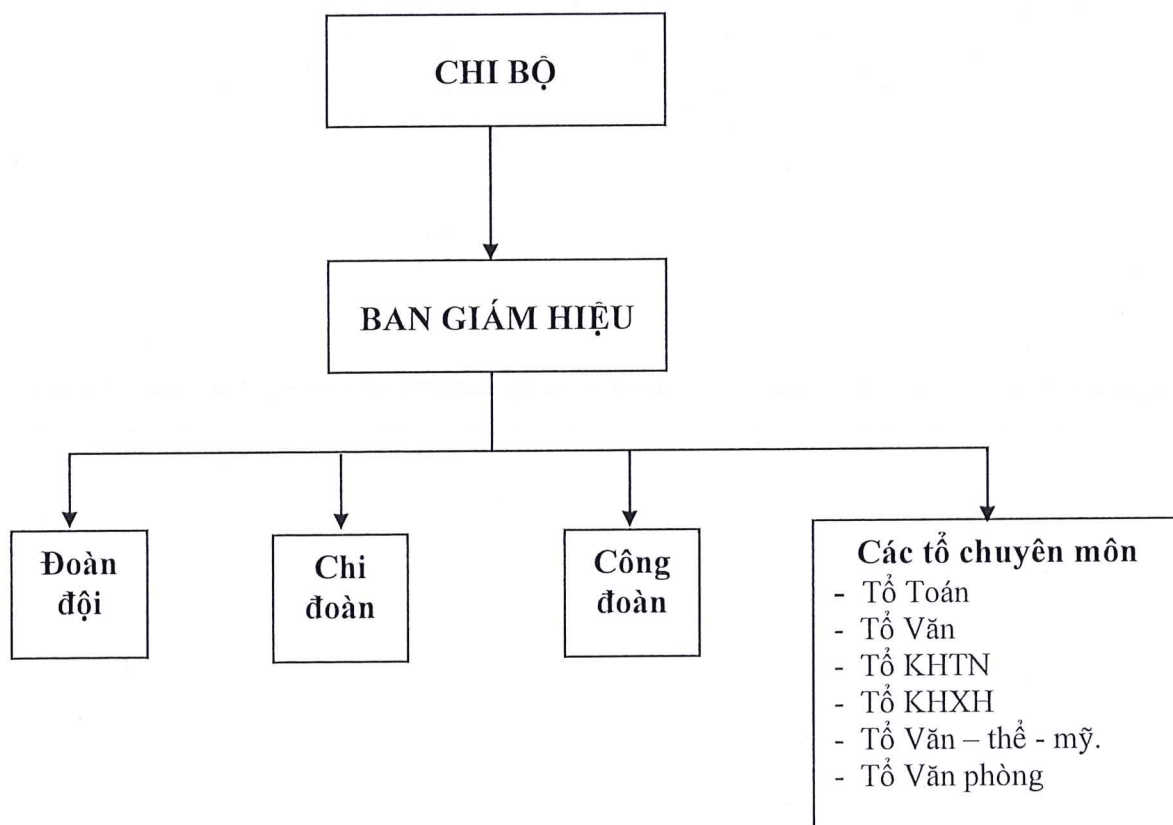 CHI BỘ
BAN GIÁM HIỆU
Đoàn
đội
Chi
đoàn
Công
đoàn
Các tổ chuyên môn
- Tổ Toán
- Tổ Văn
- Tổ KHTN
- Tổ KHXH
- Tổ Văn – thể - mỹ.
- Tổ Văn phòng